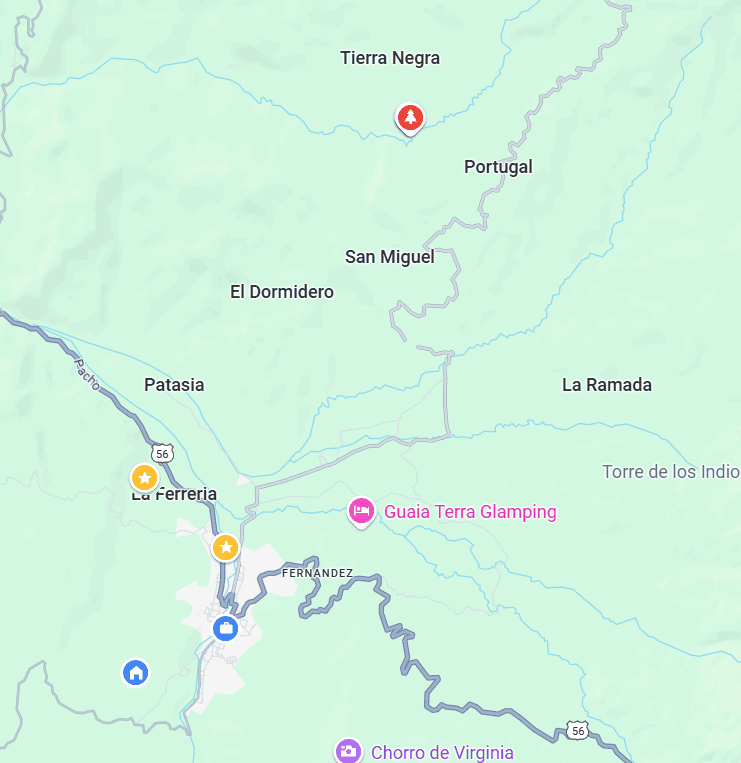 Tierra Negra
Portugal
San Miguel
El Dormidero
Pacho
Patasia
La Ramada
56
Torre de los Indio
La Ferreria
Guaia Terra Glamping
FERNANDEZ
56
Chorro de Virginia